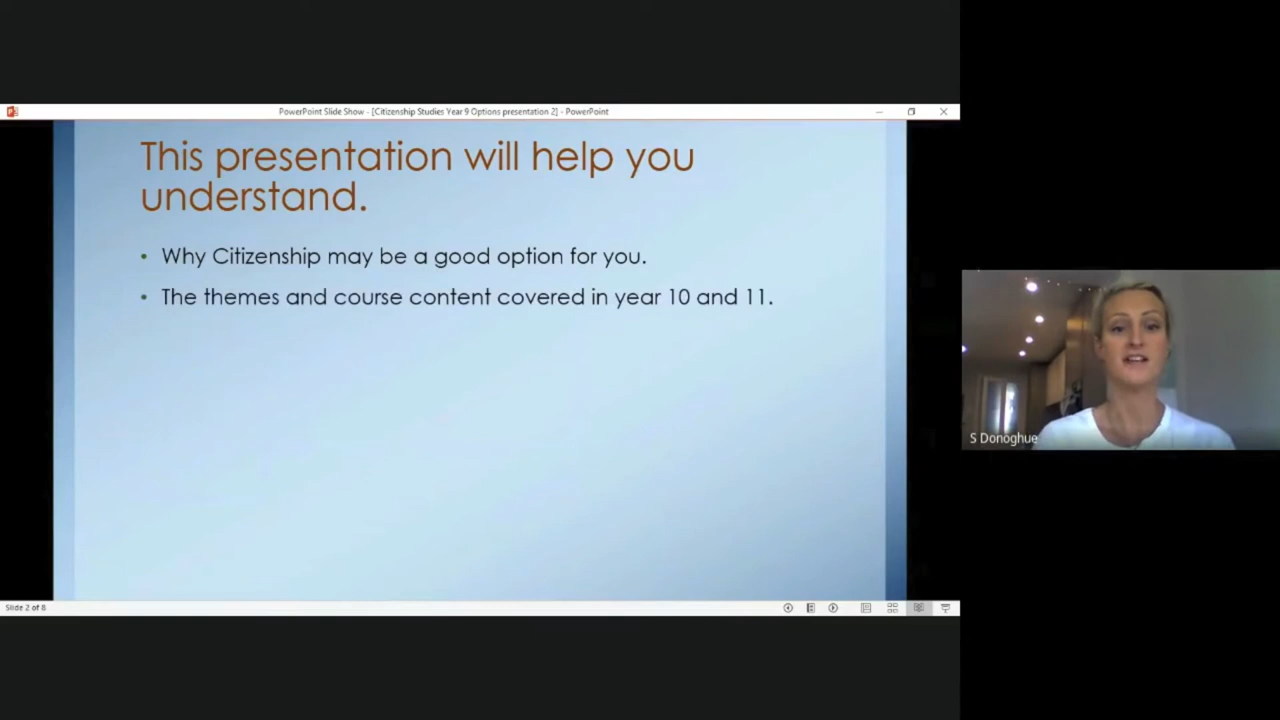 PowerPoint Slide Show - [Citizenship Studies Year 9 Options presentation 2] - PowerPoint
This presentation will help you
understand.
• Why Citizenship may be a good option for you.
• The themes and course content covered in year 10 and 11.
S Donoghue
Slide 2 of 8